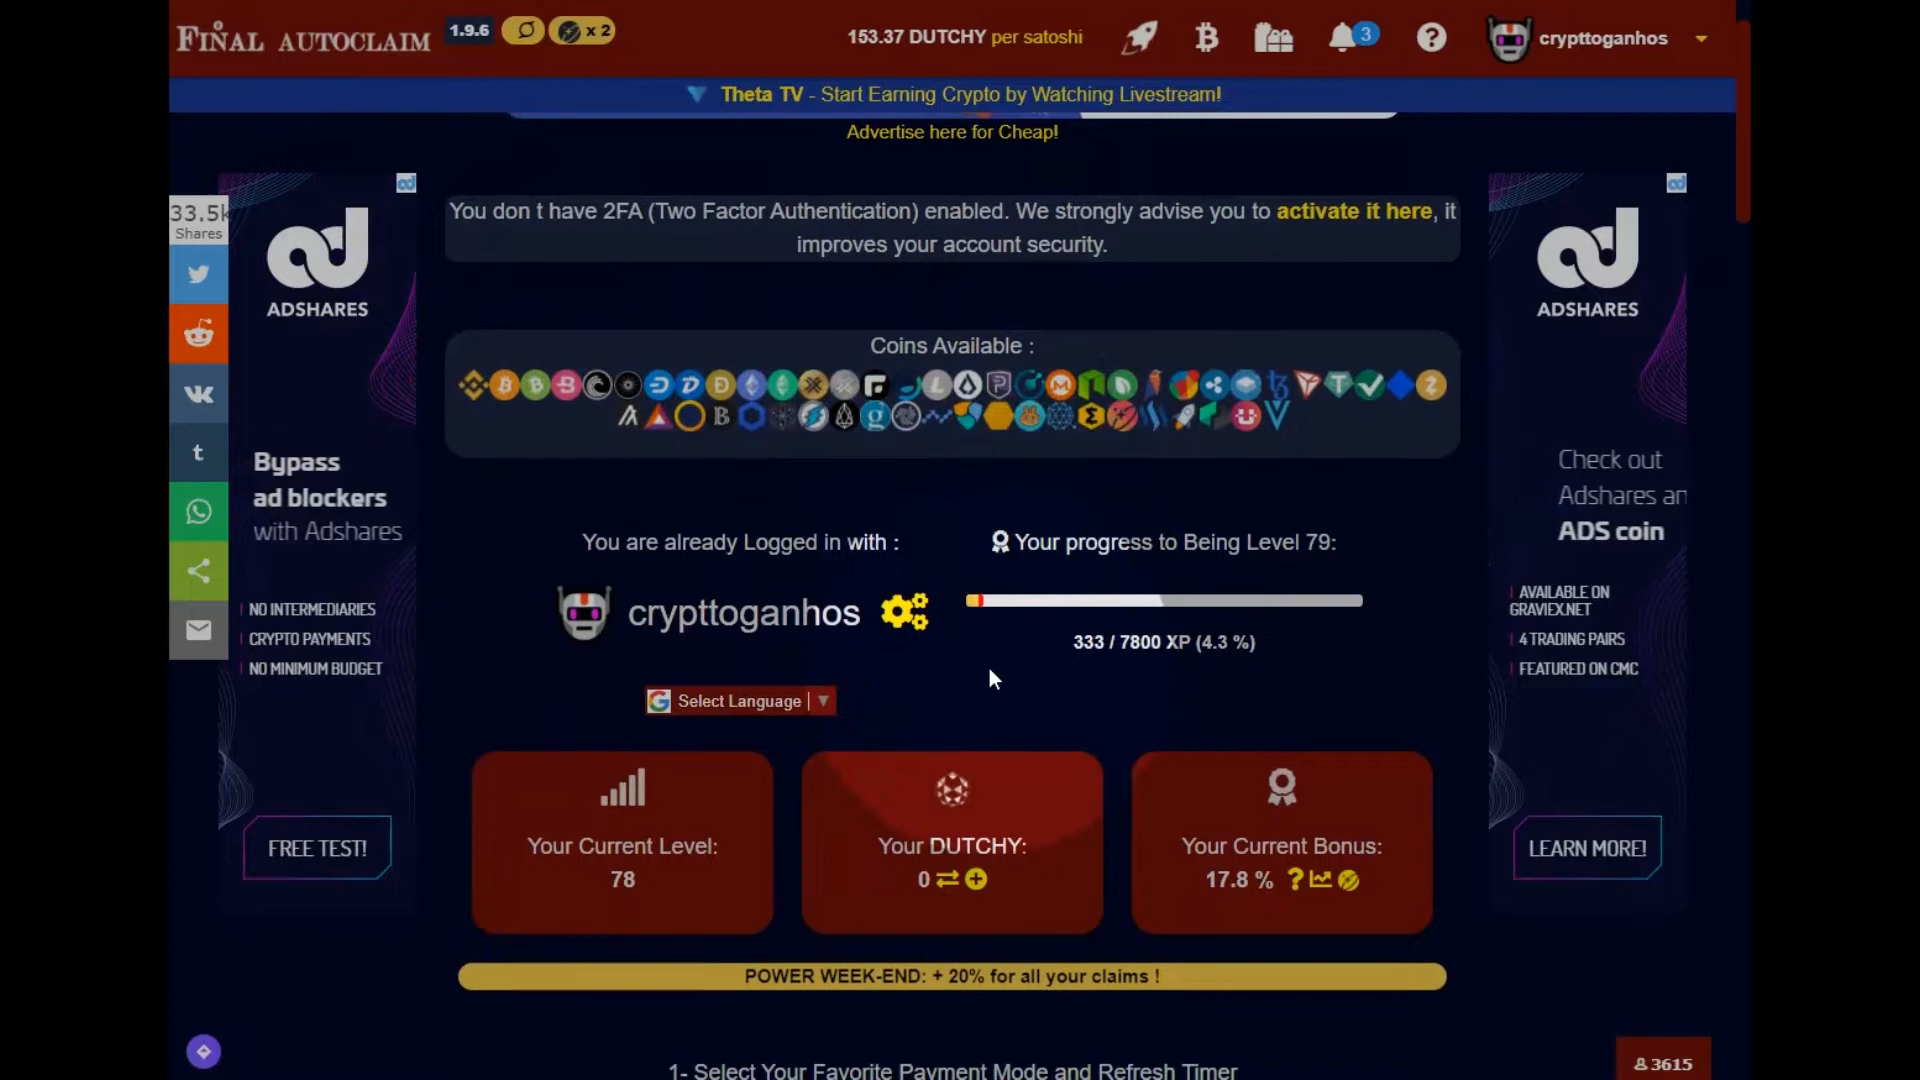 FINAL AUTOCLAIM
1.9.6
x 2
153.37 DUTCHY per satoshi
3
crypttoganhos
Theta TV - Start Earning Crypto by Watching Livestream!
Advertise here for Cheap!
33.5k
Shares
ADSHARES
Bypass
ad blockers
with Adshares
NO INTERMEDIARIES
CRYPTO PAYMENTS
NO MINIMUM BUDGET
FREE TEST!
You don t have 2FA (Two Factor Authentication) enabled. We strongly advise you to activate it here, it
improves your account security.
Coins Available :
You are already Logged in with :
crypttoganhos
Select Language
Your progress to Being Level 79:
333 / 7800 XP (4.3 %)
Your Current Level:
78
Your DUTCHY:
0
Your Current Bonus:
17.8 %
POWER WEEK-END: + 20% for all your claims !
1- Select Your Favorite Payment Mode and Refresh Timer
ADSHARES
Check out
Adshares an
ADS coin
AVAILABLE ON
GRAVIEX.NET
4 TRADING PAIRS
FEATURED ON CMC
LEARN MORE!
3615